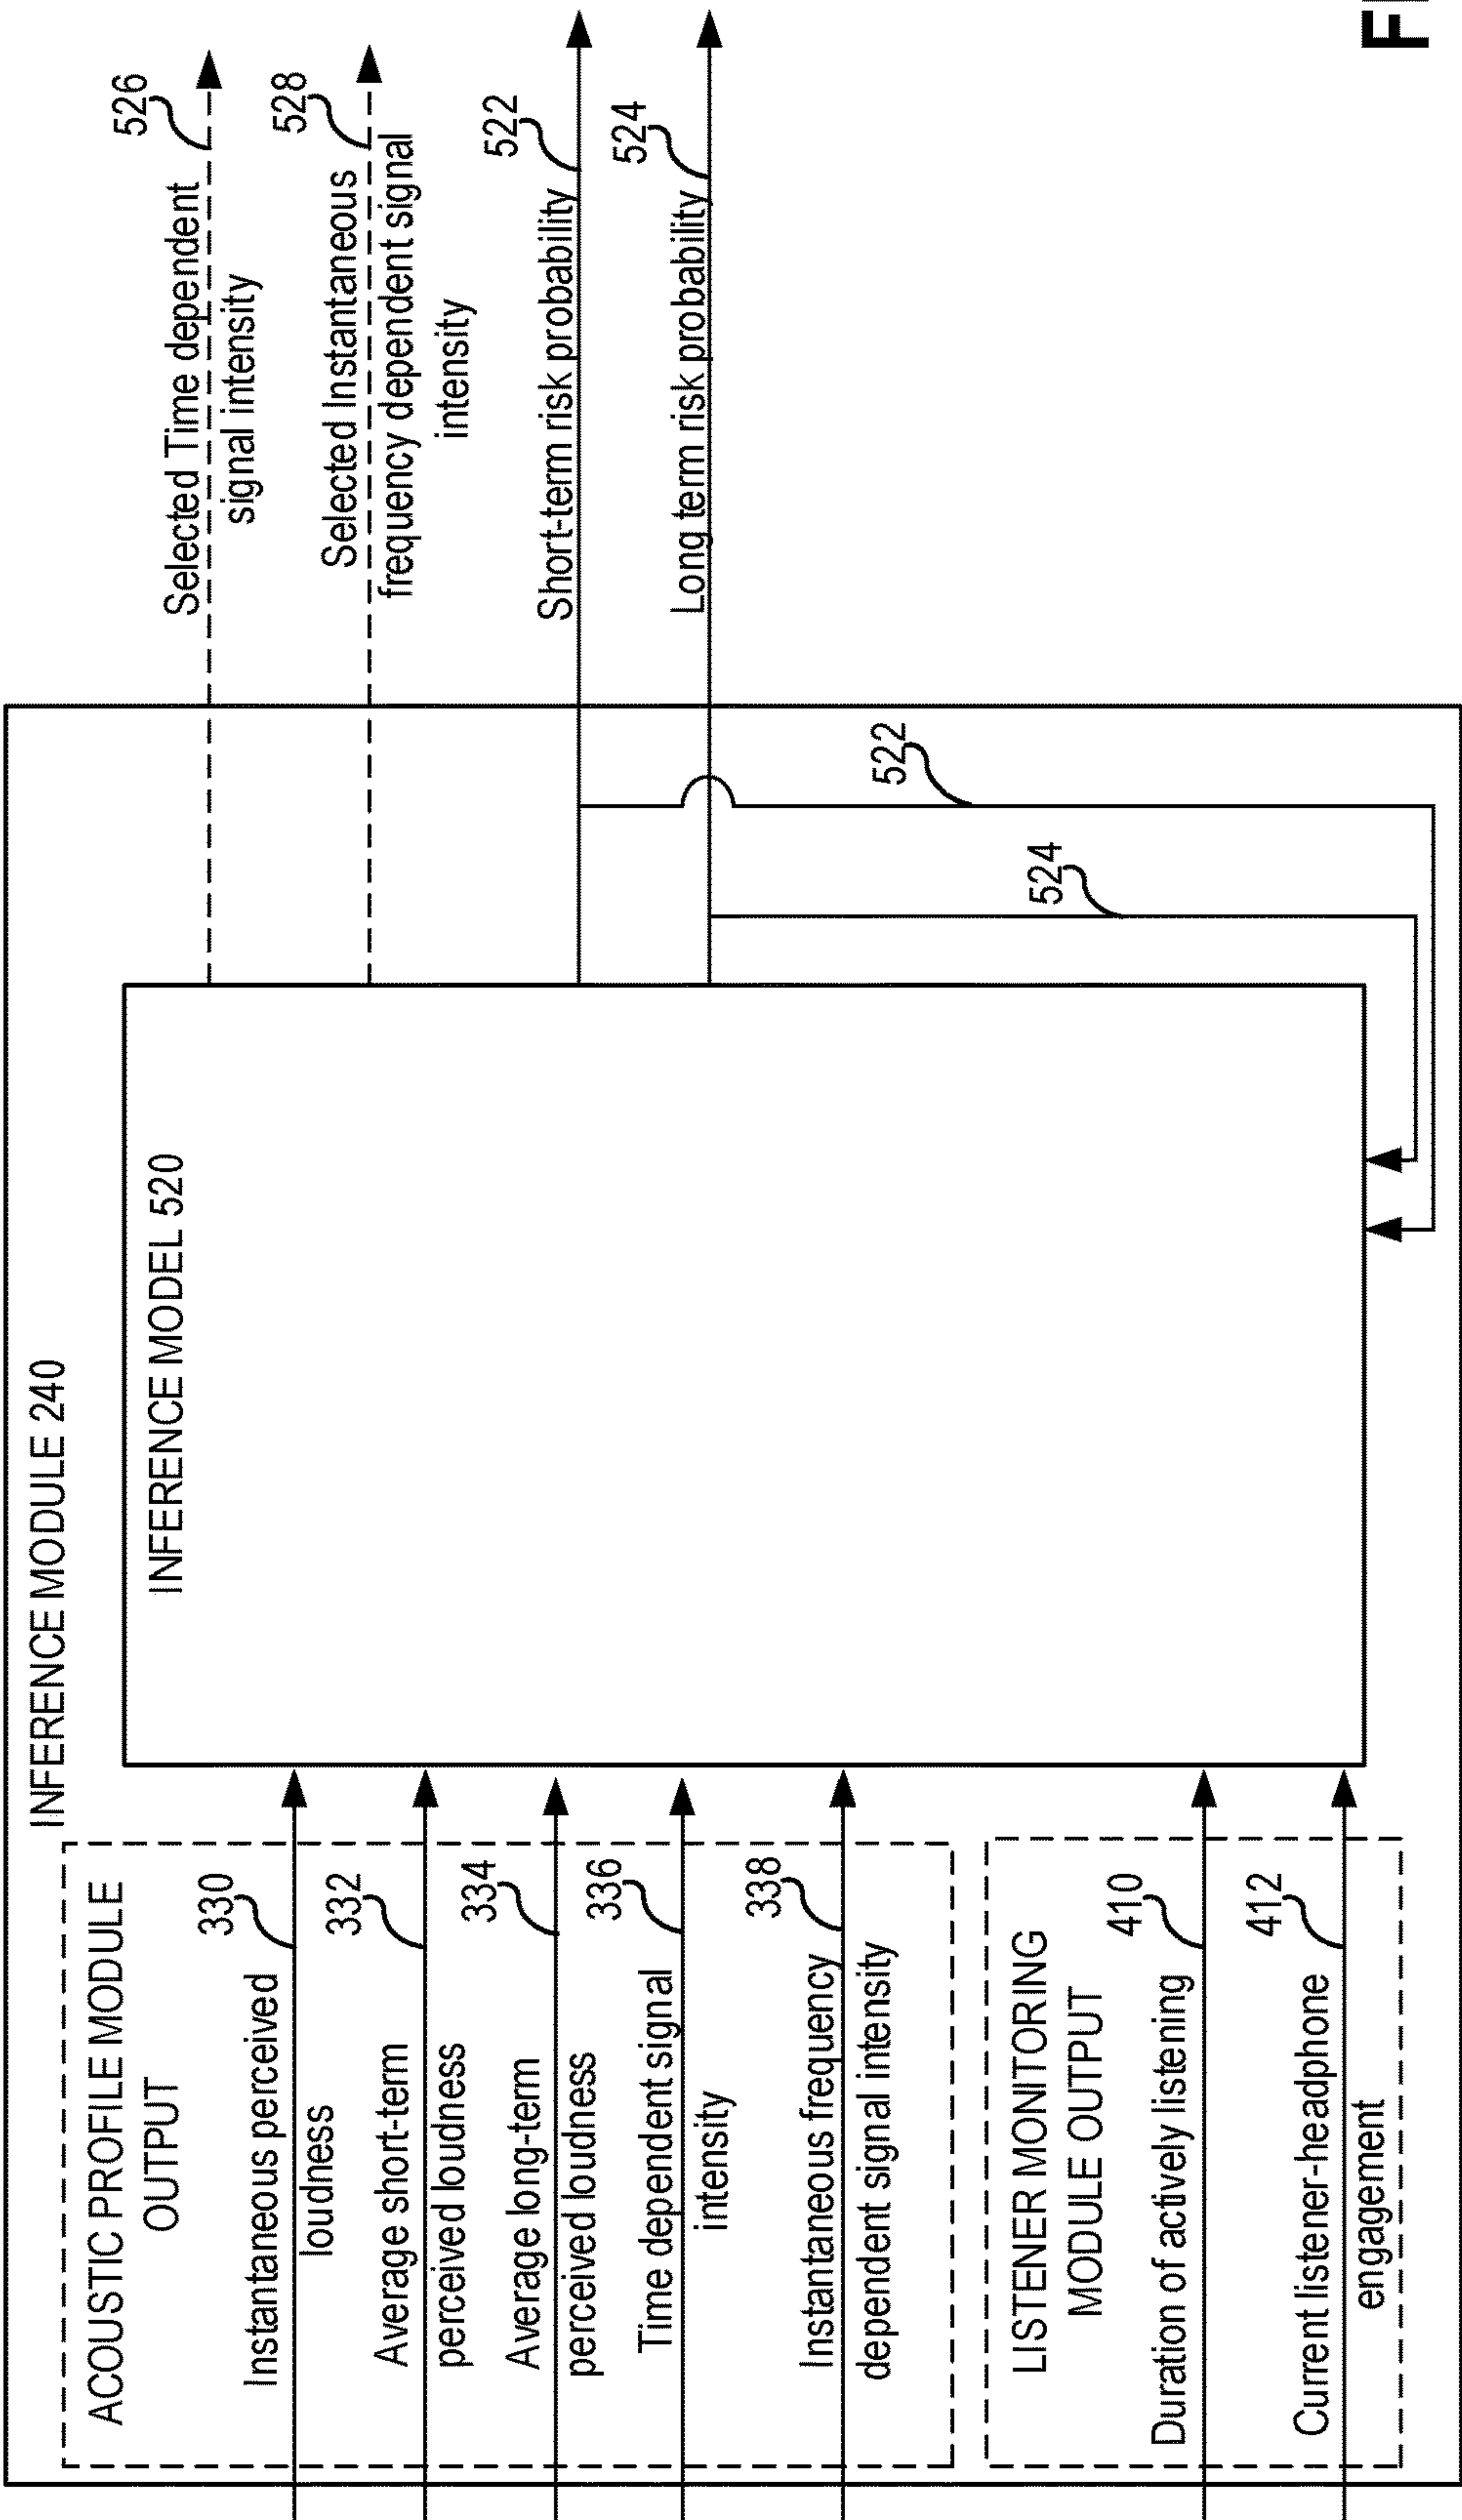 INFERENCE MODULE 240
ACOUSTIC PROFILE MODULE
OUTPUT
330
Instantaneous perceived
loudness
332
Average short-term
perceived loudness
334
Average long-term
perceived loudness
336
Time dependent signal
intensity
338
Instantaneous frequency
dependent signal intensity
LISTENER MONITORING
MODULE OUTPUT
410
Duration of actively listening
412
Current listener-headphone
engagement
INFERENCE MODEL 520
522
524
526
Selected Time dependent
signal intensity
528
Selected Instantaneous
frequency dependent signal
intensity
522
Short-term risk probability
524
Long term risk probability